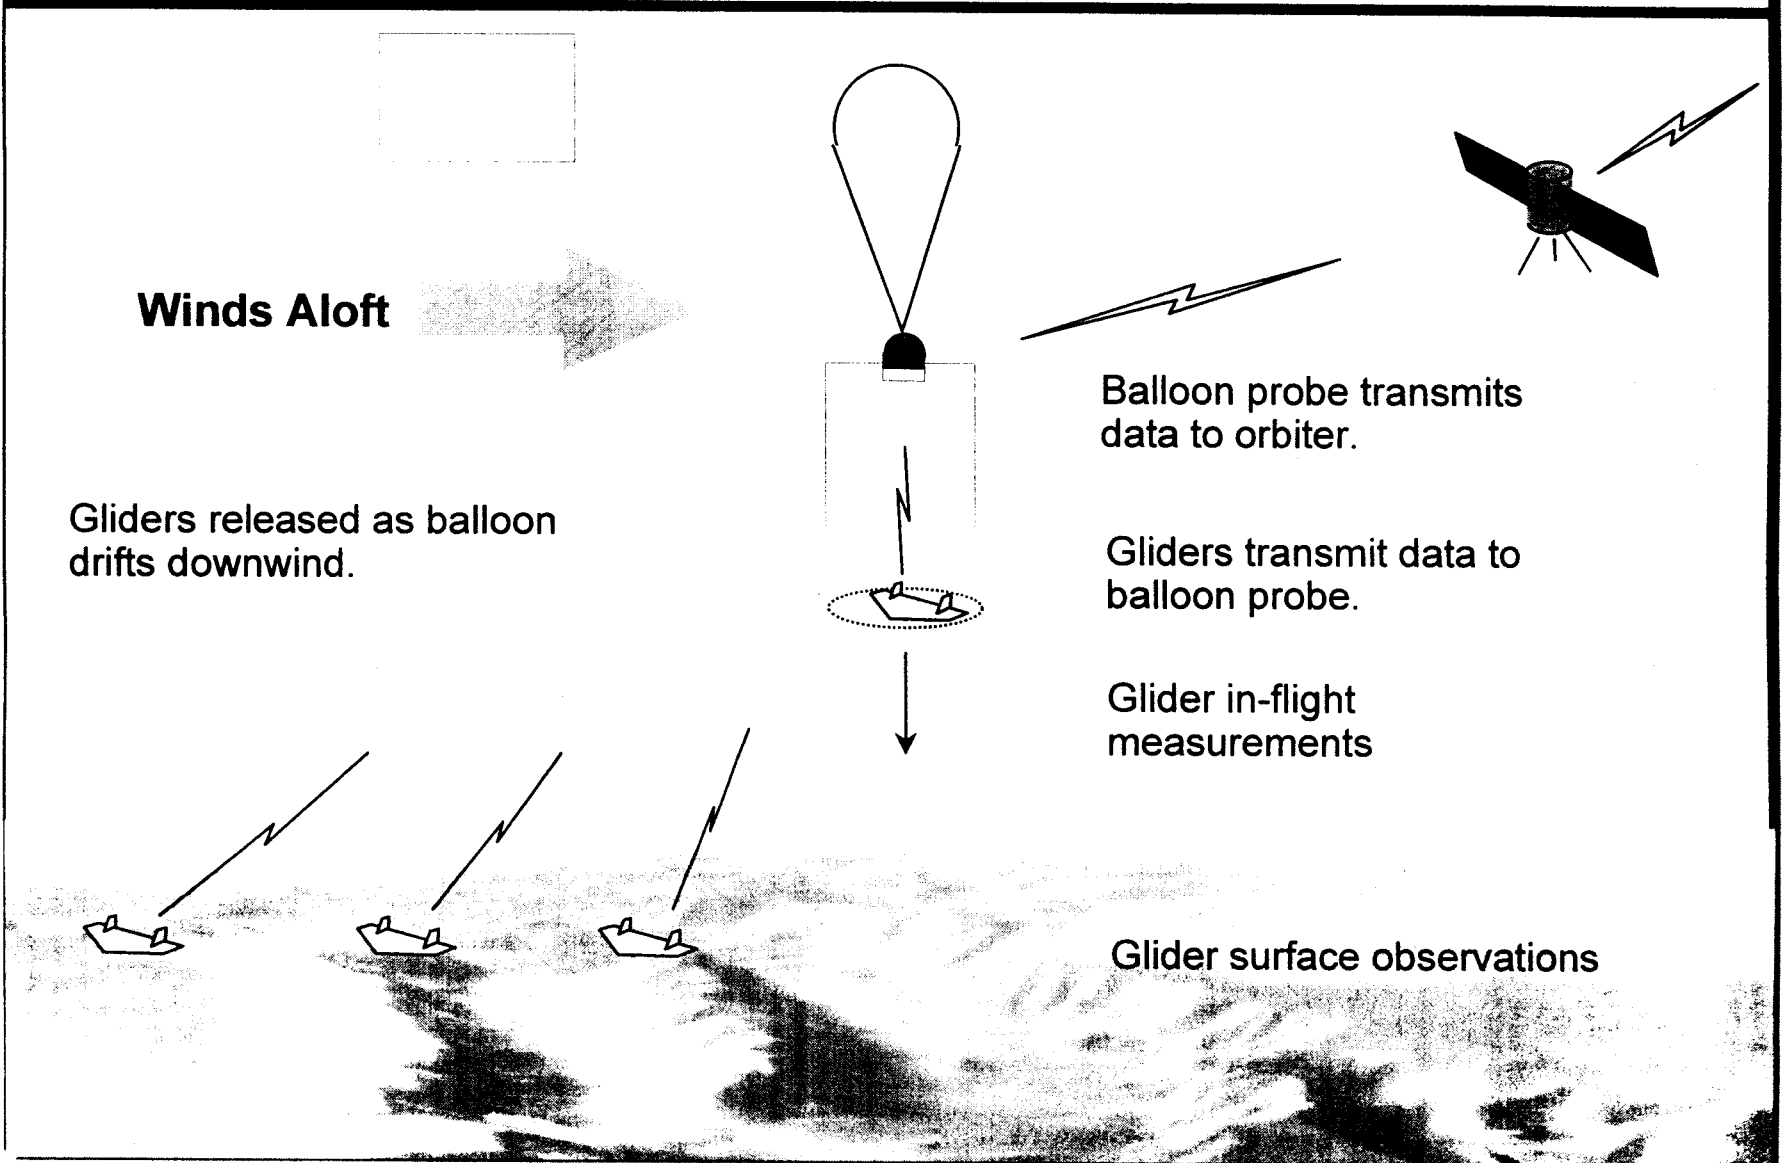 Winds Aloft
Balloon probe transmits
data to orbiter.
Gliders released as balloon
drifts downwind.
Gliders transmit data to
balloon probe.
Glider in-flight
measurements
Glider surface observations